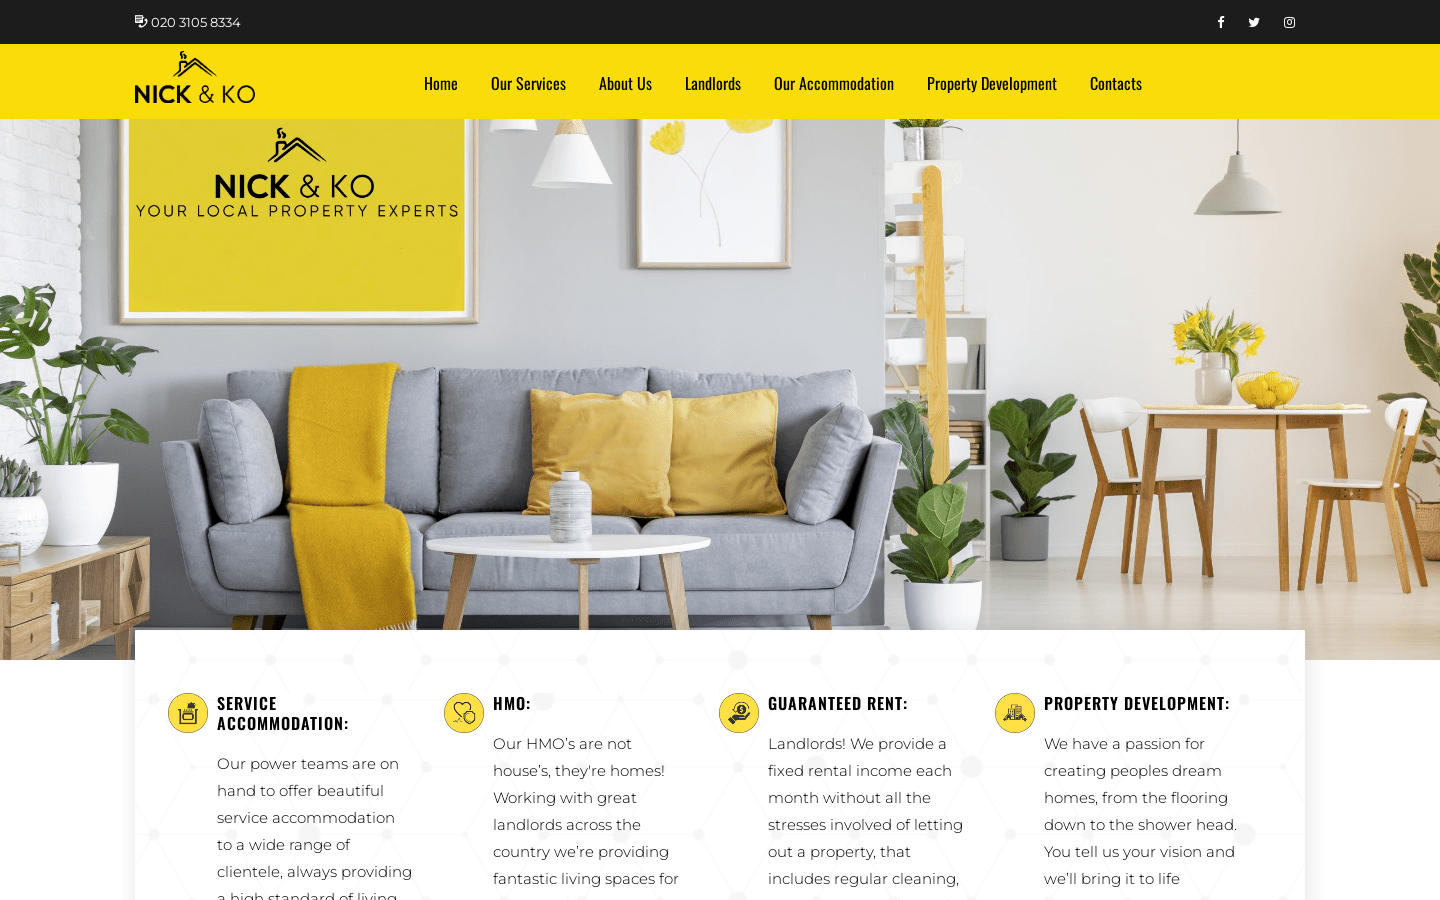 020 3105 8334
NICK & KO
Home Our Services About Us Landlords Our Accommodation Property Development Contacts
NICK & KO
YOUR LOCAL PROPERTY EXPERTS
SERVICE
ACCOMMODATION:
Our power teams are on
hand to offer beautiful
service accommodation
to a wide range of
clientele, always providing
a high standard of living
HMO:
Our HMO's are not
house's, they're homes!
Working with great
landlords across the
country we're providing
fantastic living spaces for
GUARANTEED RENT:
Landlords! We provide a
fixed rental income each
month without all the
stresses involved of letting
out a property, that
includes regular cleaning,
PROPERTY DEVELOPMENT:
We have a passion for
creating peoples dream
homes, from the flooring
down to the shower head.
You tell us your vision and
we'll bring it to life